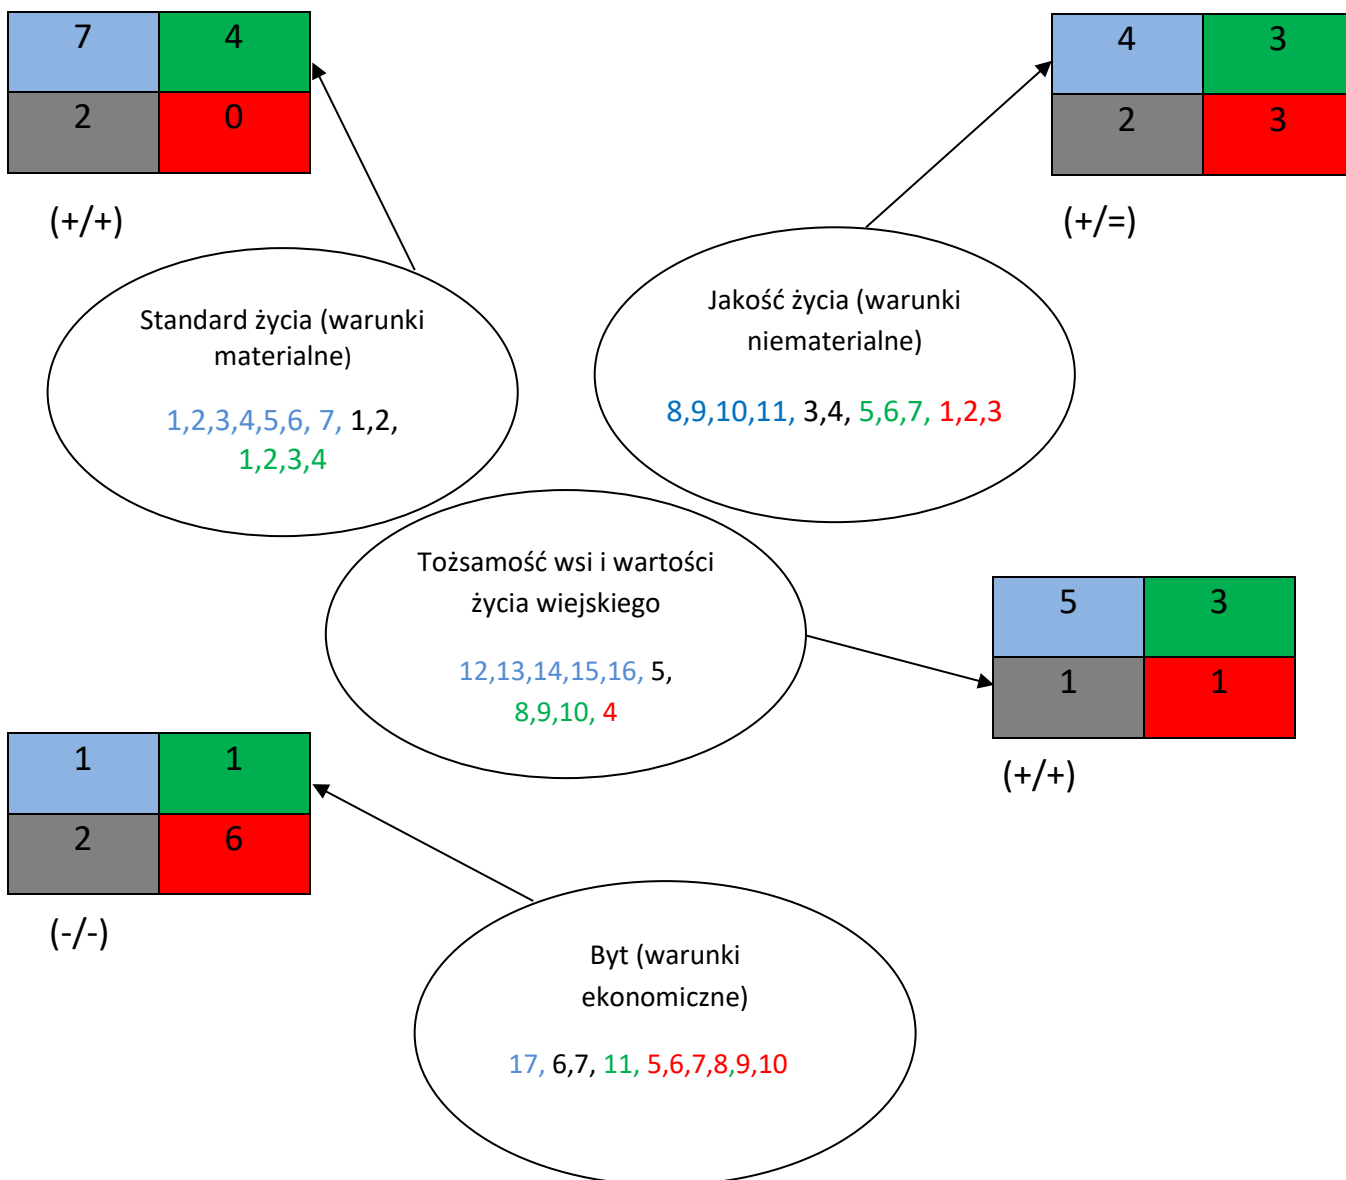 7 4
2 0
(+/+)
4 3
2 3
(+/=)
Standard życia (warunki
materialne)
1,2,3,4,5,6, 7, 1,2,
1,2,3,4
Jakość życia (warunki
niematerialne)
8,9,10,11, 3,4, 5,6,7, 1,2,3
Tożsamość wsi i wartości
życia wiejskiego
12,13,14,15,16, 5,
8,9,10, 4
5 3
1 1
(+/+)
1 1
2 6
(-/-)
Byt (warunki
ekonomiczne)
17, 6,7, 11, 5,6,7,8,9,10